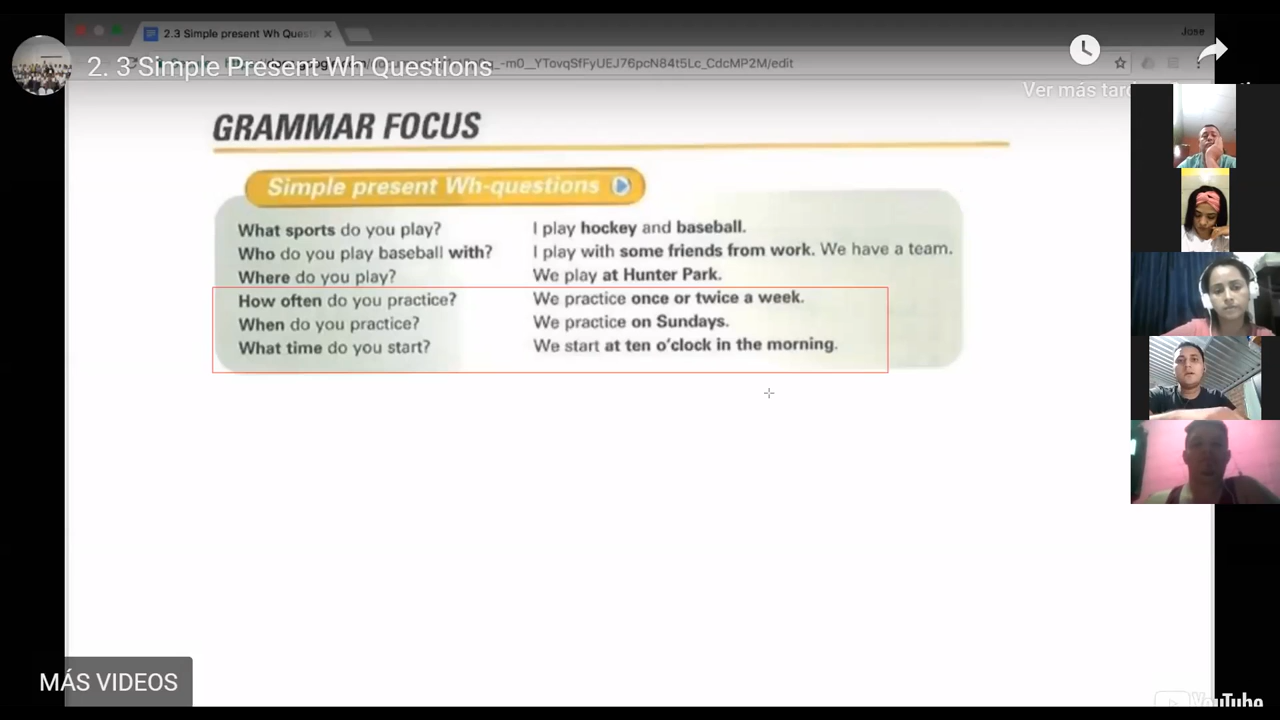 2.3 Simple present Wh Quest
Jose
2. 3 Simple Present Wh Questions
_-m0__YTovqSfFyUEJ76pcN84t5Lc_CdcMP2M/edit
Ver más tard
GRAMMAR FOCUS
Simple present Wh-questions
What sports do you play? I play hockey and baseball.
Who do you play baseball with? I play with some friends from work. We have a team.
Where do you play? We play at Hunter Park.
How often do you practice? We practice once or twice a week.
When do you practice? We practice on Sundays.
What time do you start? We start at ten o'clock in the morning.
MÁS VIDEOS
YouTube